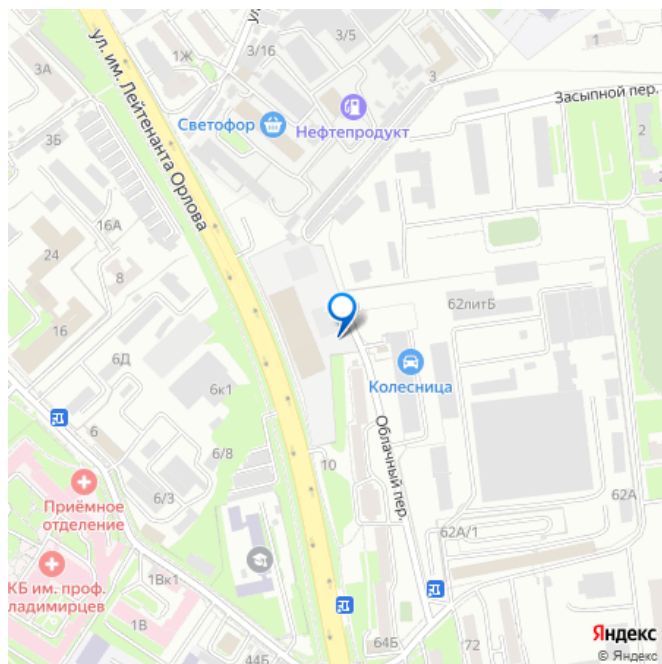 3/5
1
1Ж
3/16
ул.
3
3А
Засыпной пер.
Светофор
Нефтепродукт
ул. им. Лейтенанта Орлова
2
3Б
16А
24
8
62литБ
16
6Д
Колесница
6к1
Облачный пер.
6
6/8
10
Приёмное
отделение
6/3
62А
62А/1
КБ им. проф.
ладимирцев
1Вк1
1В
Яндекс
44Б
64Б
72
© Яндекс